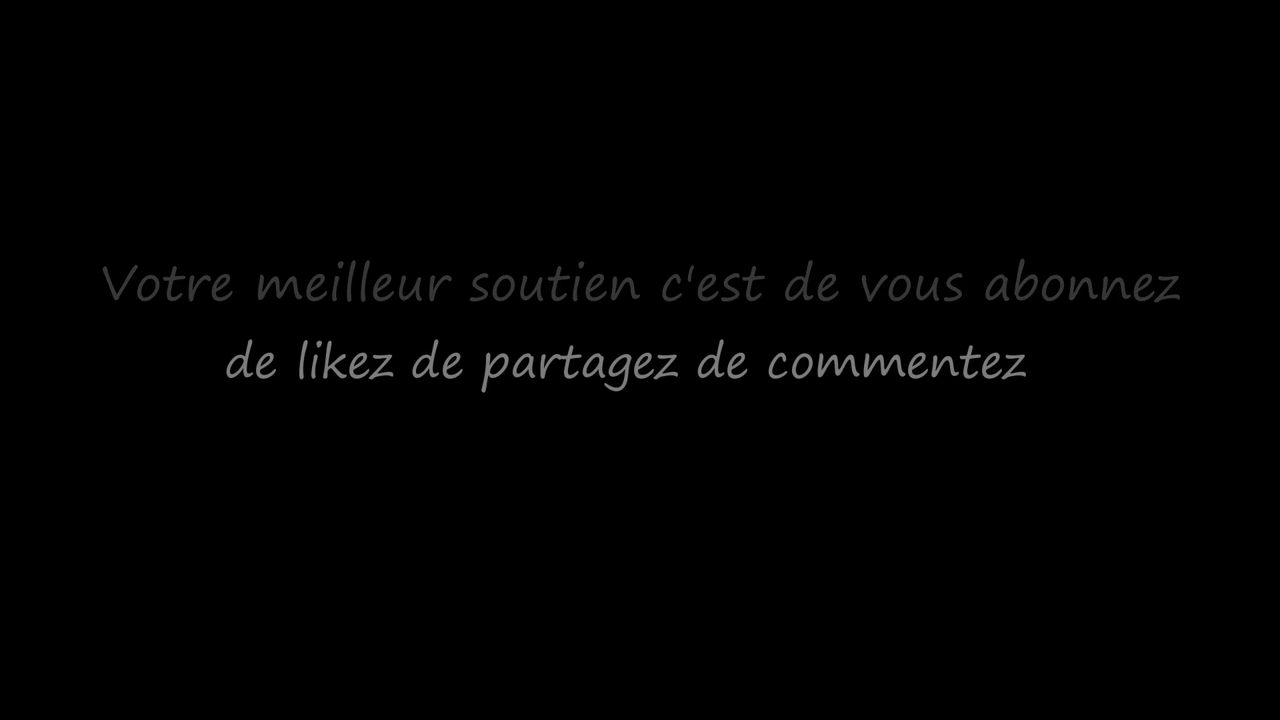 Votre meilleur soutien c'est de vous abonnez
de likez de partagez de commentez